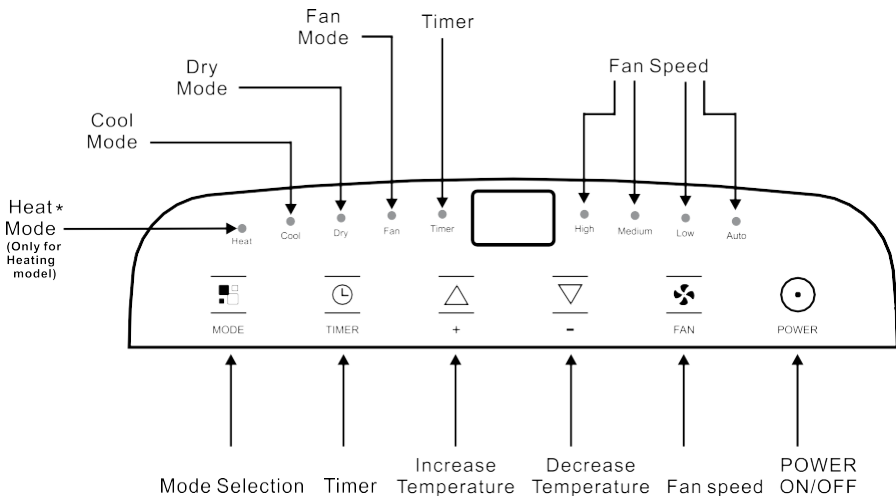 Fan
Mode
Timer
Fan Speed
Dry
Mode
Cool
Mode
Heat*
Mode
(Only for
Heating
model)
Heat
Cool
Dry
Fan
Timer
High
Medium
Low
Auto
MODE
TIMER
+
-
FAN
POWER
Mode Selection
Timer
Increase
Temperature
Decrease
Temperature
Fan speed
POWER
ON/OFF